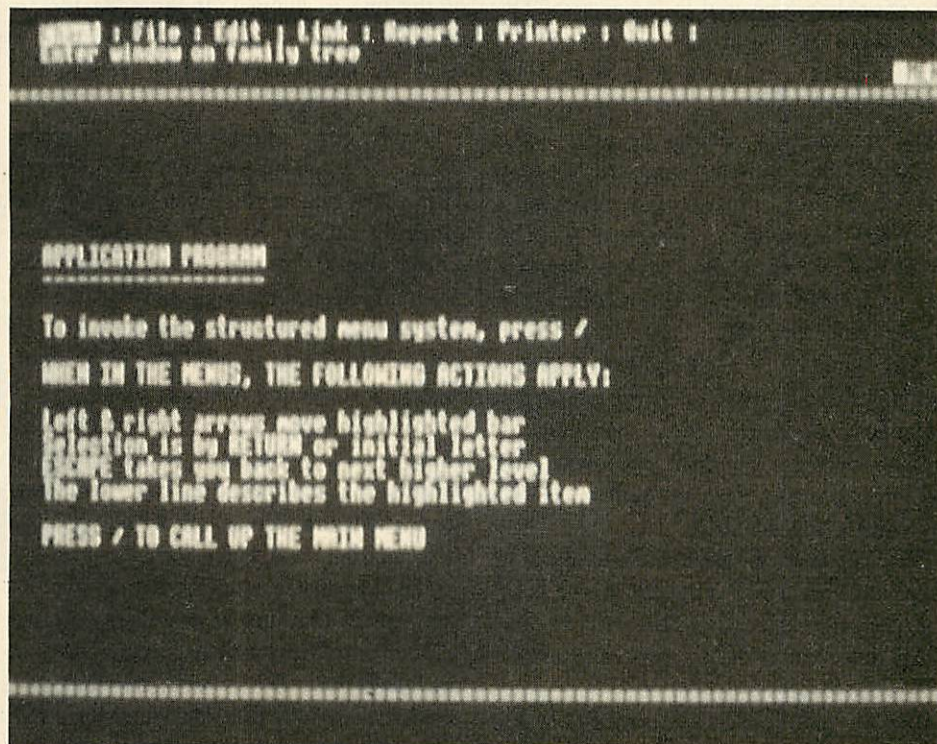 : File : Edit : Link : Report : Printer : Quit :
Enter window on family tree
APPLICATION PROGRAM
To invoke the structured menu system, press /
WHEN IN THE MENUS, THE FOLLOWING ACTIONS APPLY:
Left & right arrows move highlighted bar
Selection is by RETURN or initial letter
ESCAPE takes you back to next higher level
The lower line describes the highlighted item
PRESS / TO CALL UP THE MAIN MENU